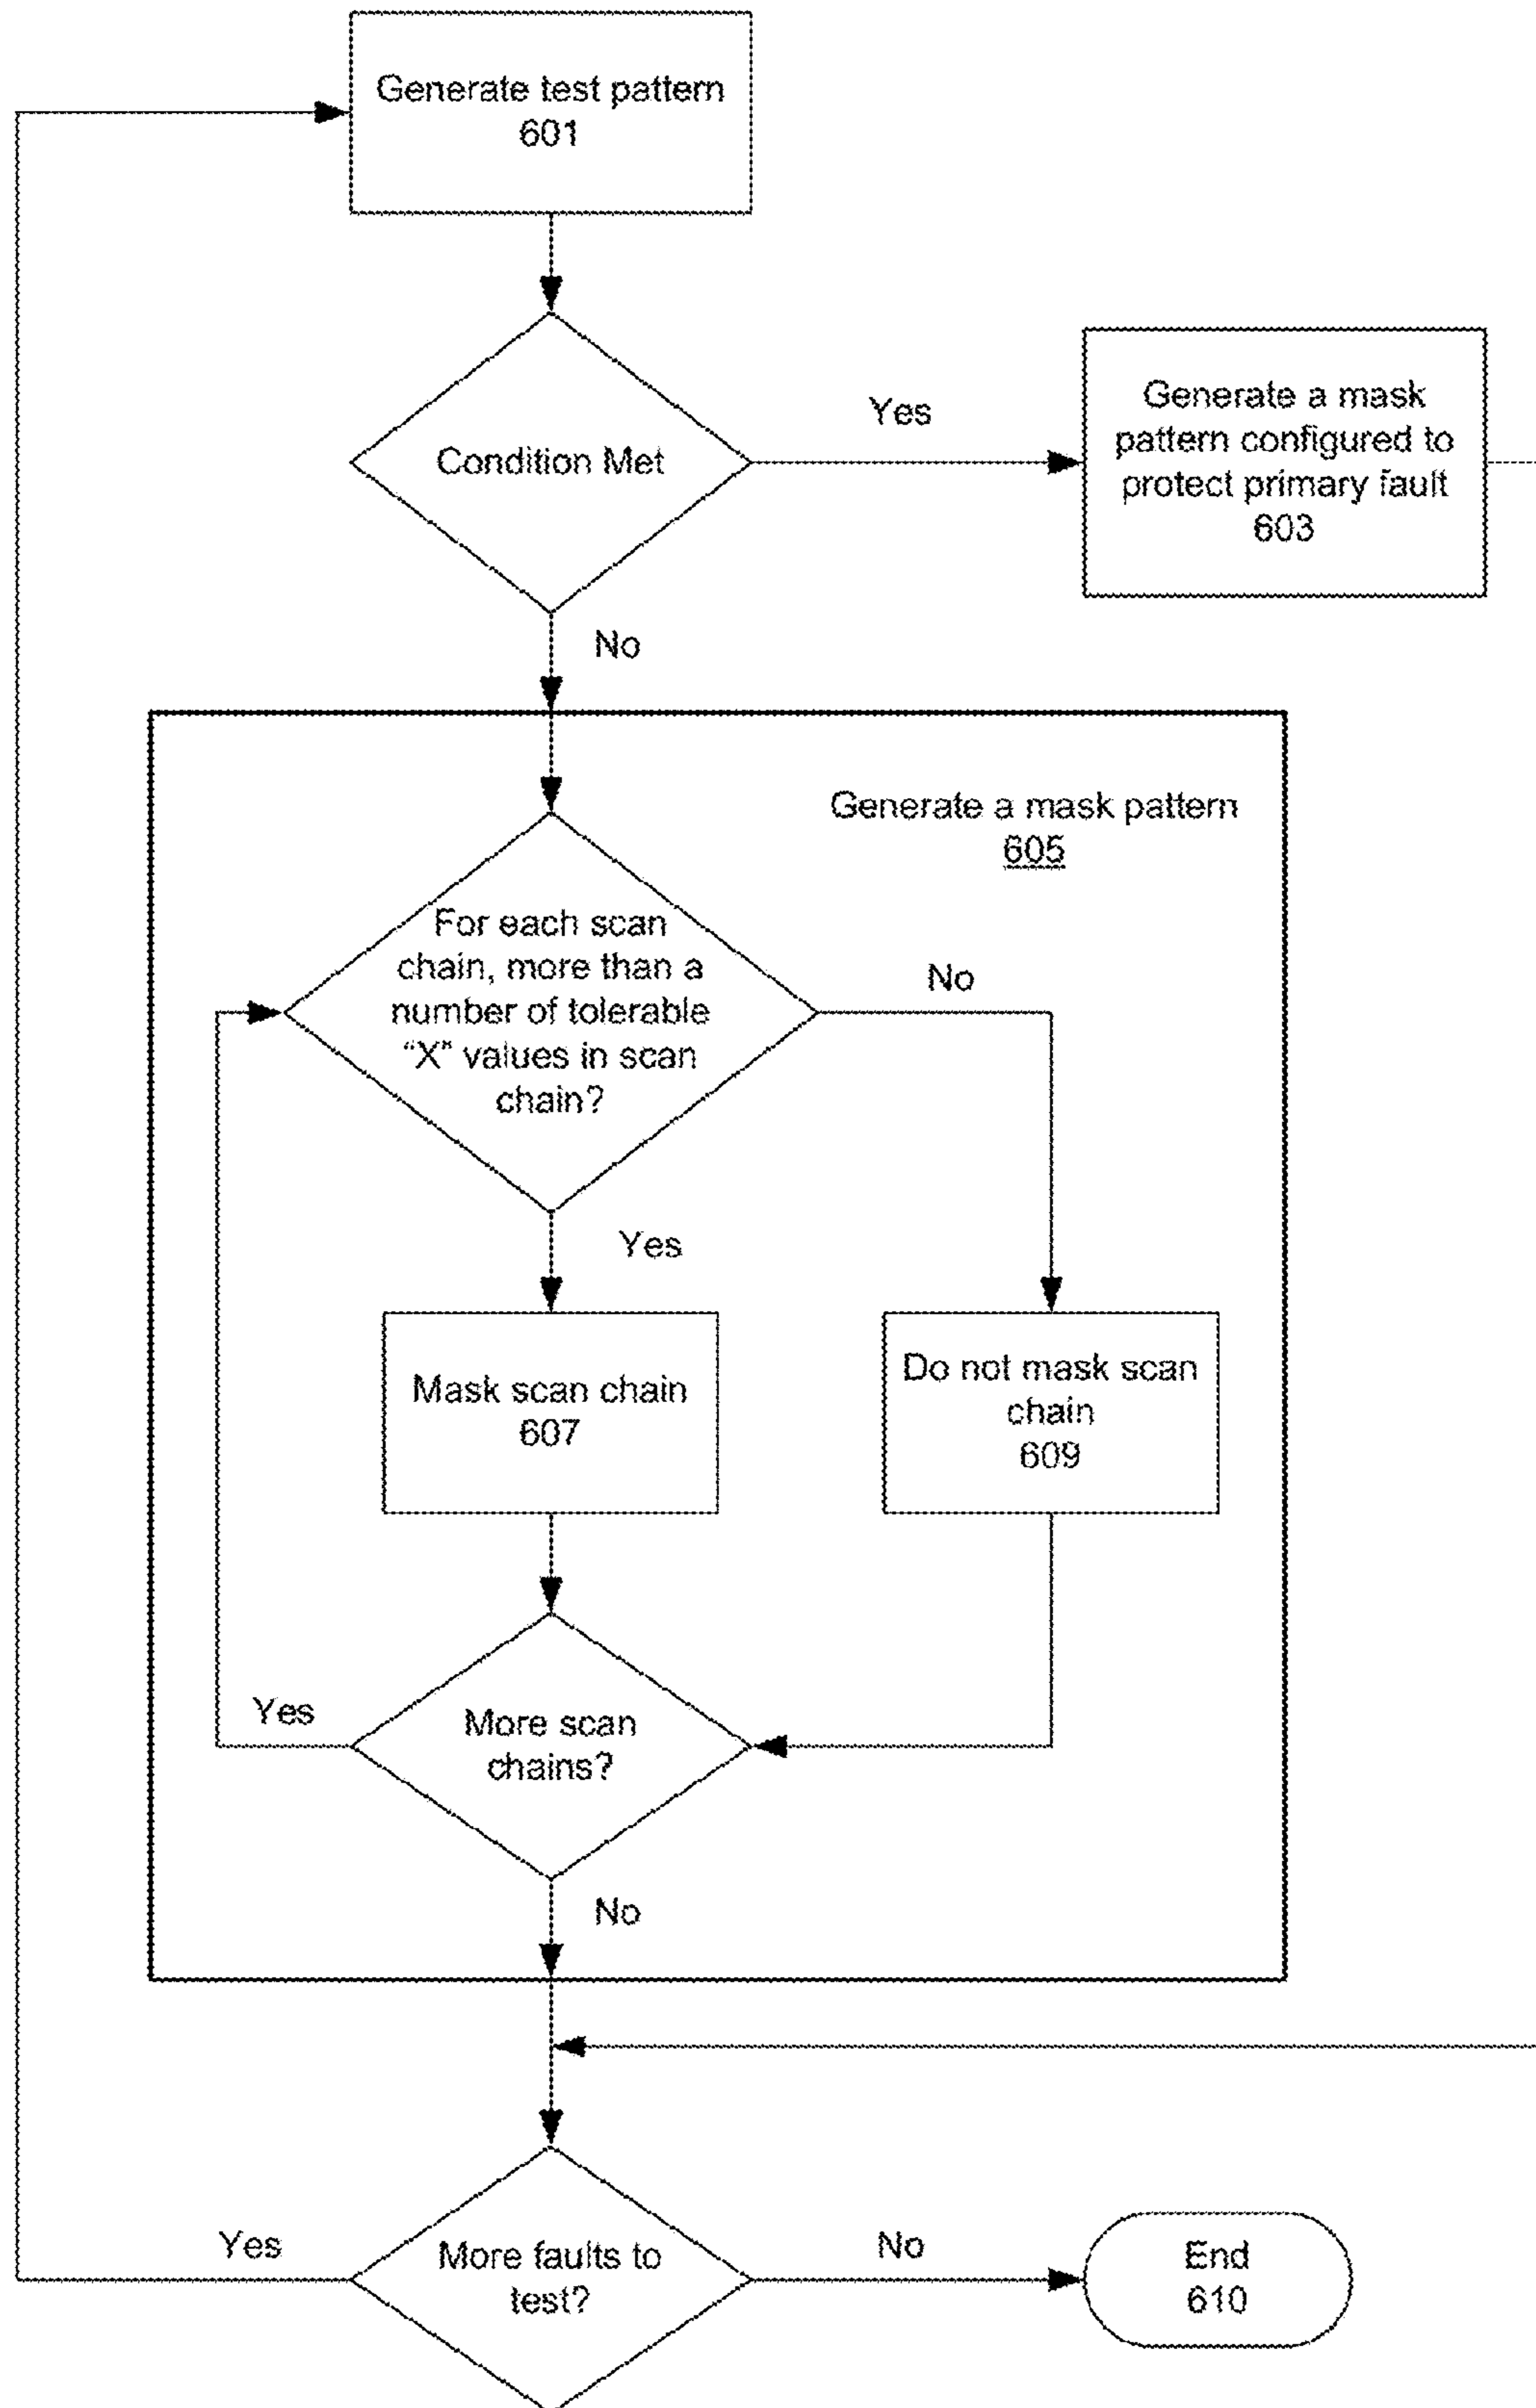 Generate test pattern
601
Condition Met
Yes
Generate a mask
pattern configured to
protect primary fault
603
No
Generate a mask pattern
605
For each scan
chain, more than a
number of tolerable
“X” values in scan
chain?
No
Yes
Mask scan chain
607
Do not mask scan
chain
609
Yes
More scan
chains?
No
Yes
More faults to
test?
No
End
610